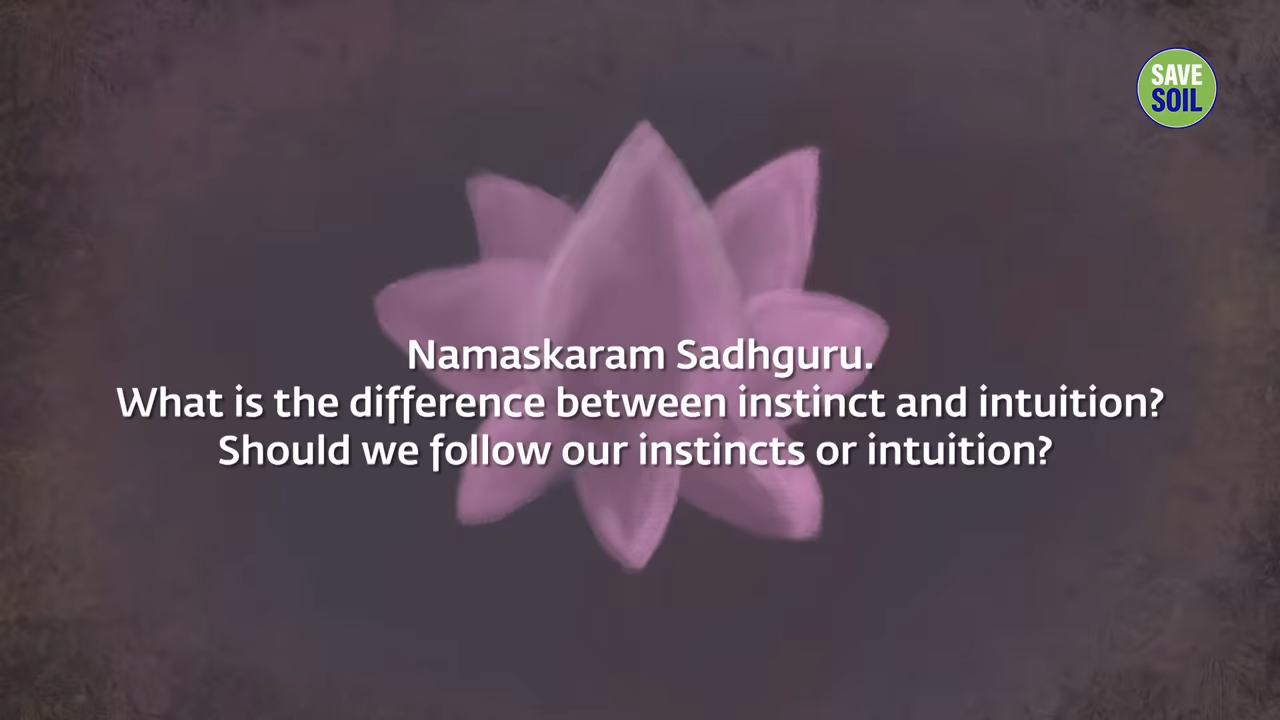 SAVE
SOIL
Namaskaram Sadhguru.
What is the difference between instinct and intuition?
Should we follow our instincts or intuition?